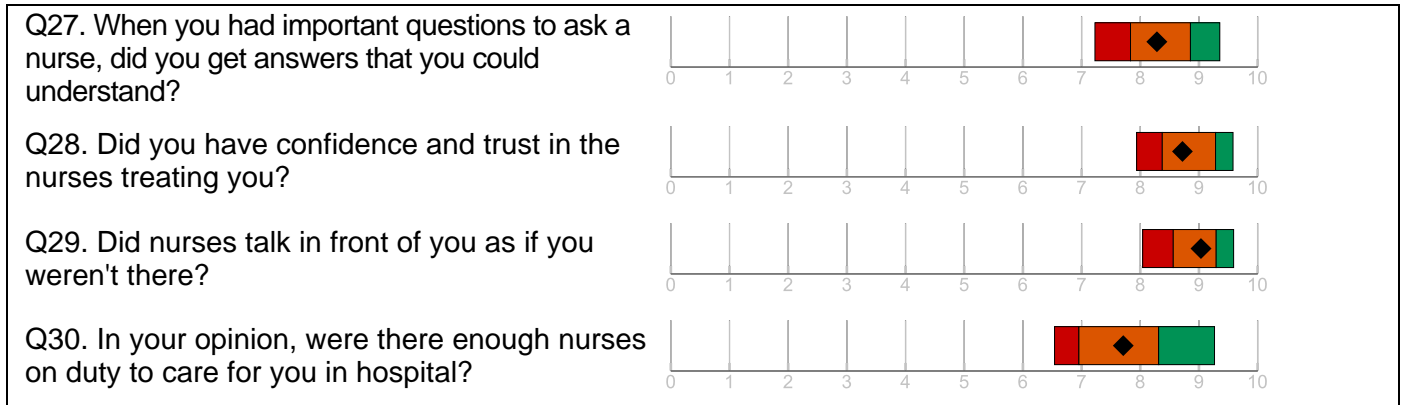 Q27. When you had important questions to ask a
nurse, did you get answers that you could
understand?
0 1 2 3 4 5 6 7 8 9 10
Q28. Did you have confidence and trust in the
nurses treating you?
0 1 2 3 4 5 6 7 8 9 10
Q29. Did nurses talk in front of you as if you
weren't there?
0 1 2 3 4 5 6 7 8 9 10
Q30. In your opinion, were there enough nurses
on duty to care for you in hospital?
0 1 2 3 4 5 6 7 8 9 10